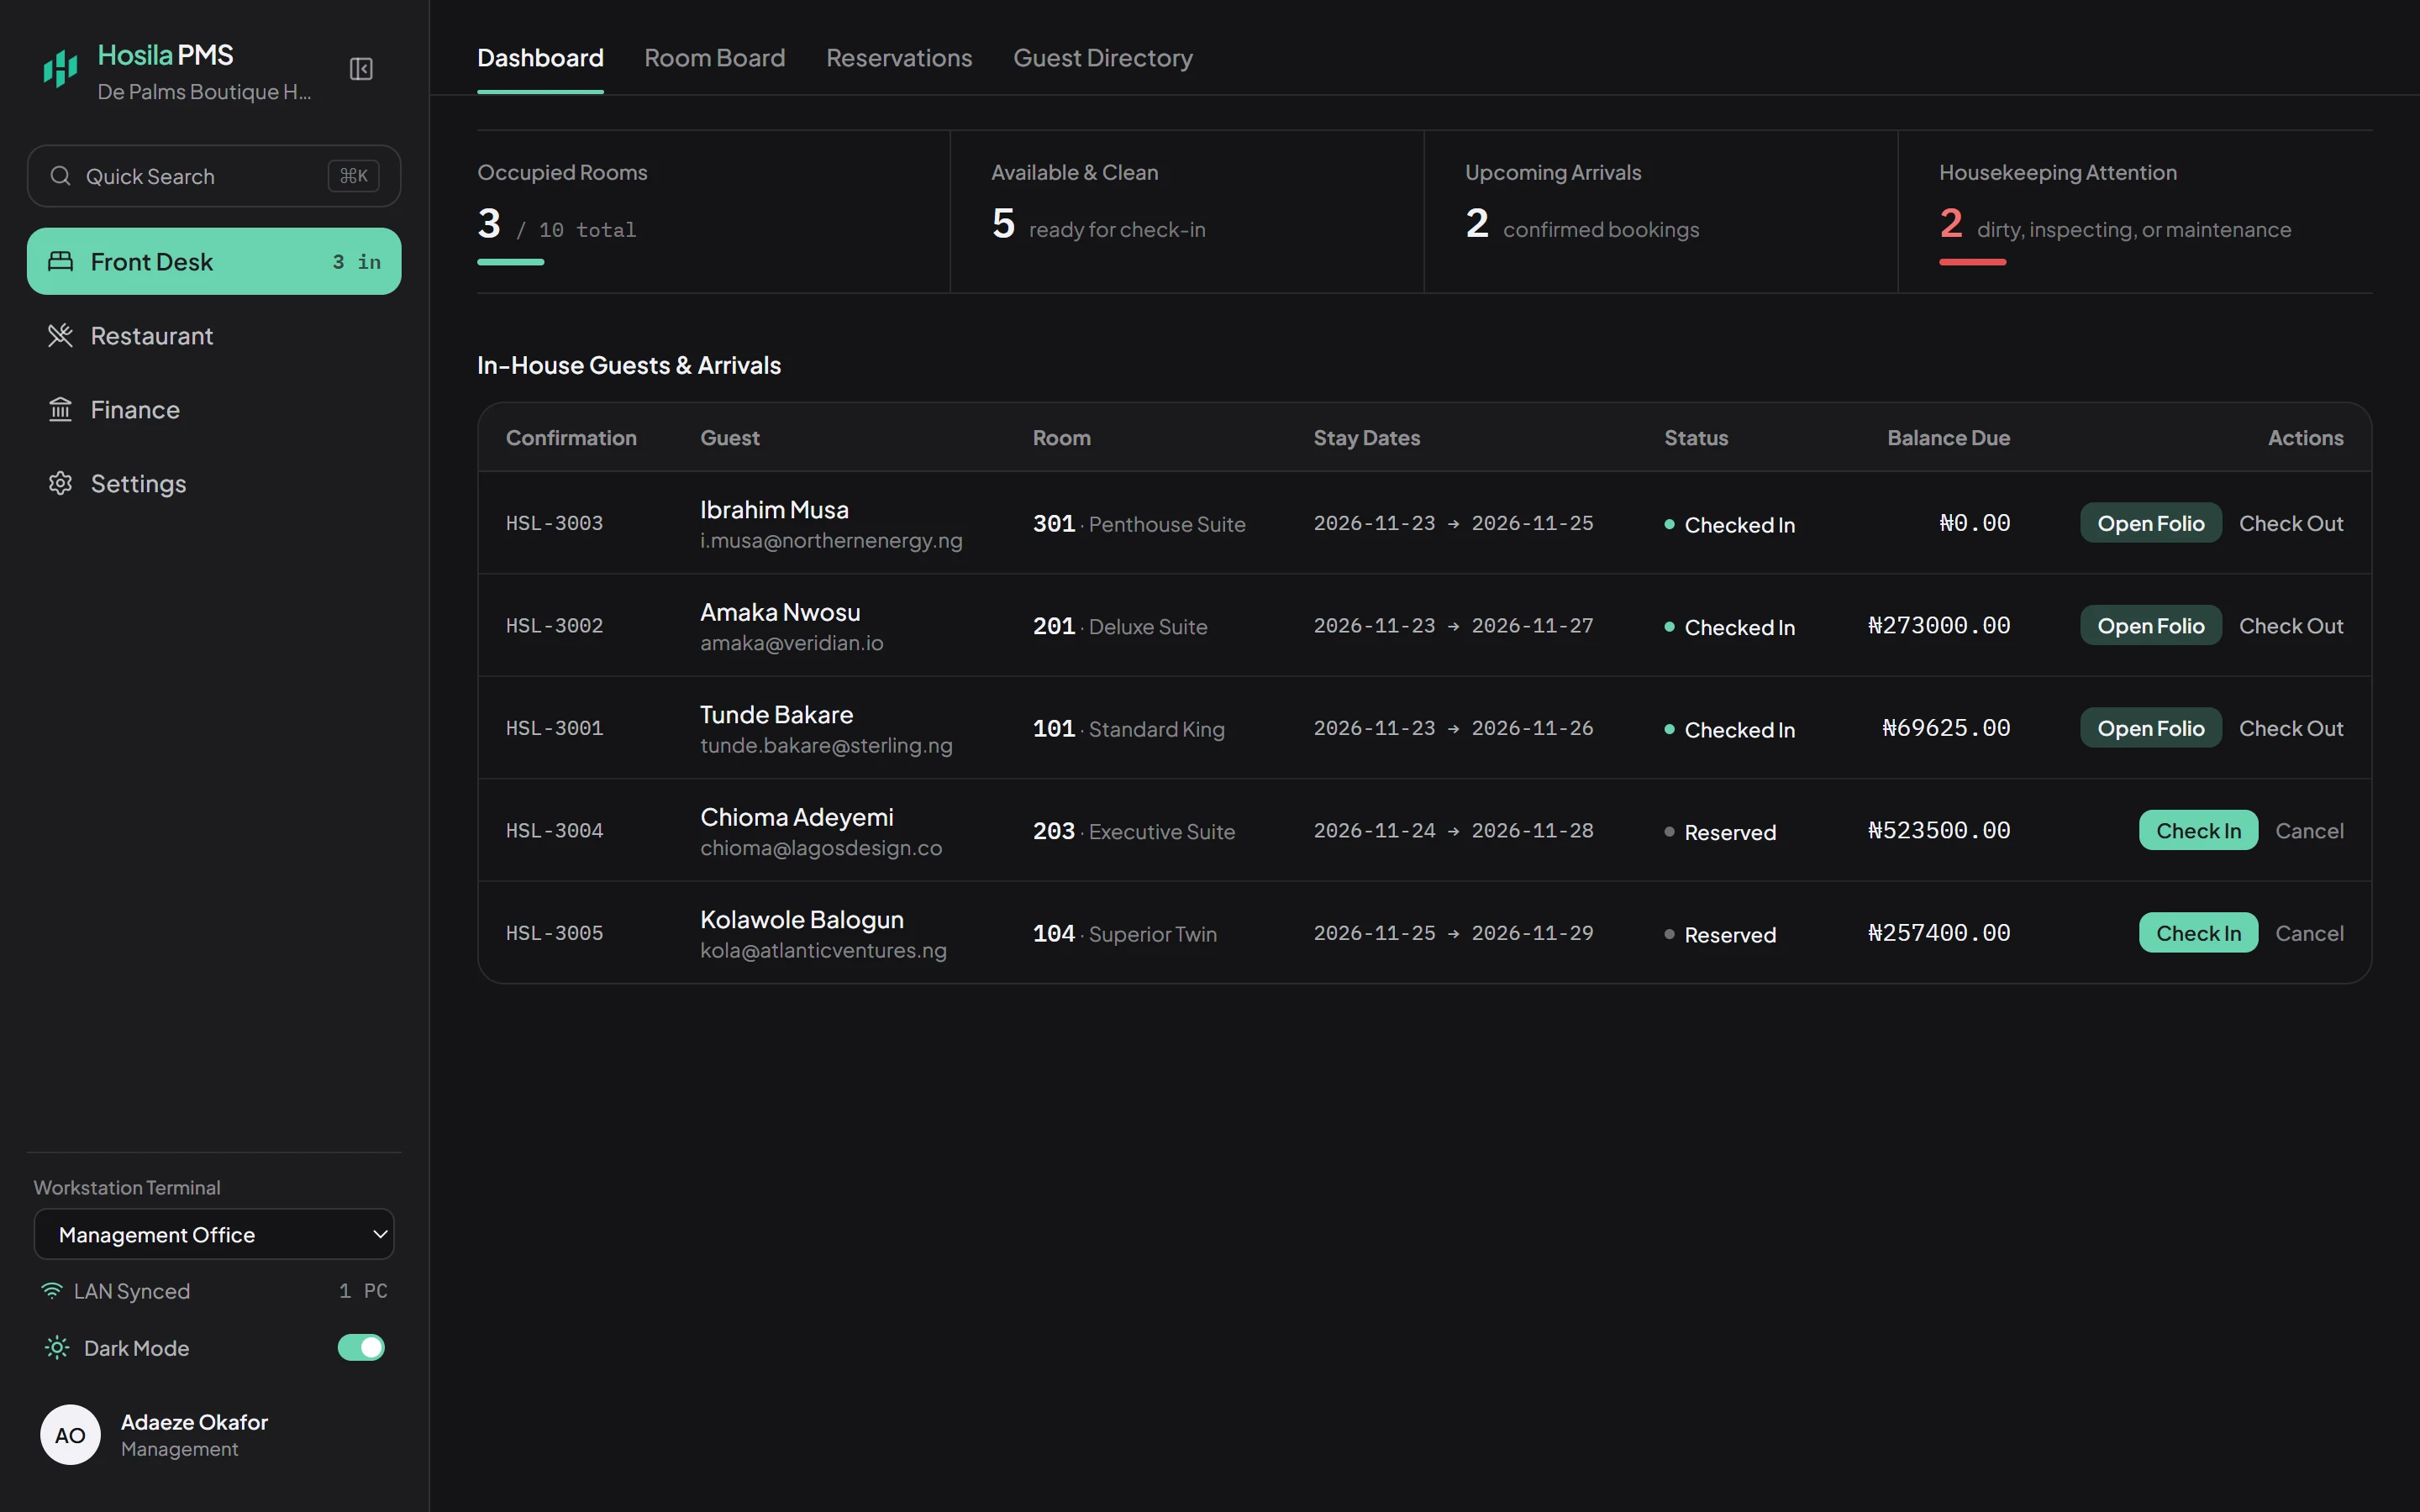 Hosila PMS
De Palms Boutique H...
Quick Search ⌘K
Front Desk 3 in
Restaurant
Finance
Settings
Workstation Terminal
Management Office
LAN Synced 1 PC
Dark Mode
AO
Adaeze Okafor
Management
Dashboard Room Board Reservations Guest Directory
Occupied Rooms
3 / 10 total
Available & Clean
5 ready for check-in
Upcoming Arrivals
2 confirmed bookings
Housekeeping Attention
2 dirty, inspecting, or maintenance
In-House Guests & Arrivals
Confirmation Guest Room Stay Dates Status Balance Due Actions
HSL-3003 Ibrahim Musa 301 · Penthouse Suite 2026-11-23 → 2026-11-25 Checked In ₦0.00 Open Folio Check Out
i.musa@northernenergy.ng
HSL-3002 Amaka Nwosu 201 · Deluxe Suite 2026-11-23 → 2026-11-27 Checked In ₦273000.00 Open Folio Check Out
amaka@veridian.io
HSL-3001 Tunde Bakare 101 · Standard King 2026-11-23 → 2026-11-26 Checked In ₦69625.00 Open Folio Check Out
tunde.bakare@sterling.ng
HSL-3004 Chioma Adeyemi 203 · Executive Suite 2026-11-24 → 2026-11-28 Reserved ₦523500.00 Check In Cancel
chioma@lagosdesign.co
HSL-3005 Kolawole Balogun 104 · Superior Twin 2026-11-25 → 2026-11-29 Reserved ₦257400.00 Check In Cancel
kola@atlanticventures.ng